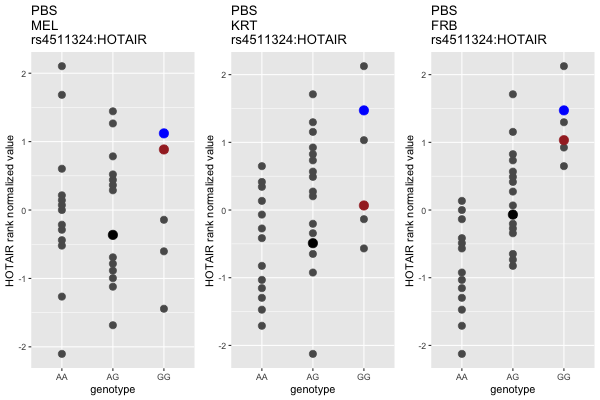 PBS
MEL
rs4511324:HOTAIR
HOTAIR rank normalized value
2
1
0
-1
-2
AA
AG
GG
genotype
PBS
KRT
rs4511324:HOTAIR
HOTAIR rank normalized value
2
1
0
-1
-2
AA
AG
GG
genotype
PBS
FRB
rs4511324:HOTAIR
HOTAIR rank normalized value
2
1
0
-1
-2
AA
AG
GG
genotype